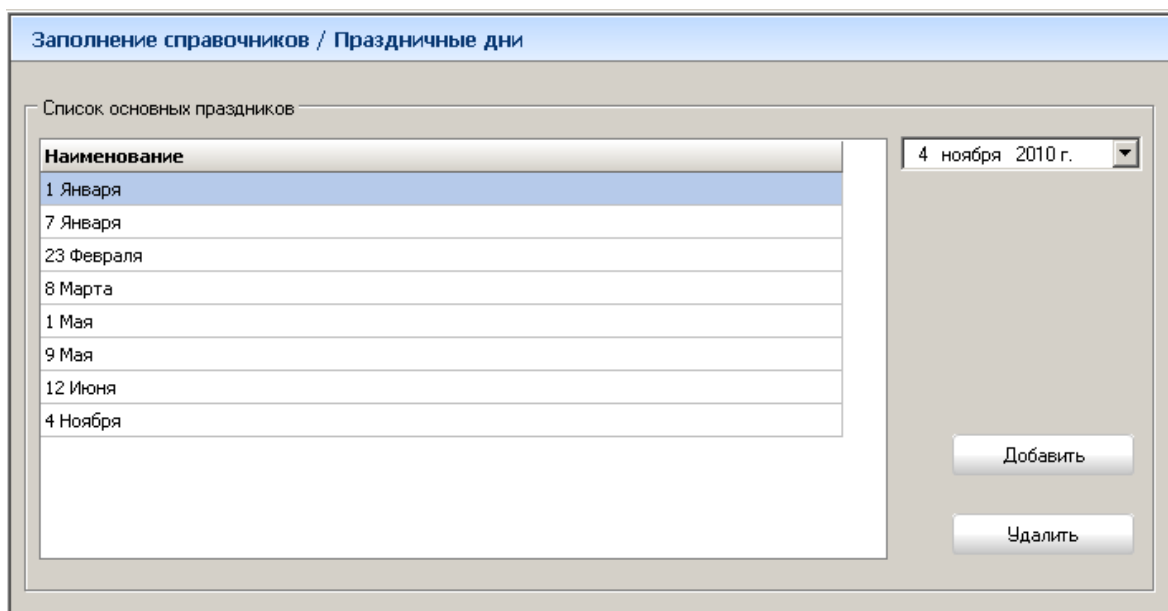 Заполнение справочников / Праздничные дни
Список основных праздников
Наименование
4 ноября 2010 г.
1 Января
7 Января
23 Февраля
8 Марта
1 Мая
9 Мая
12 Июня
4 Ноября
Добавить
Удалить